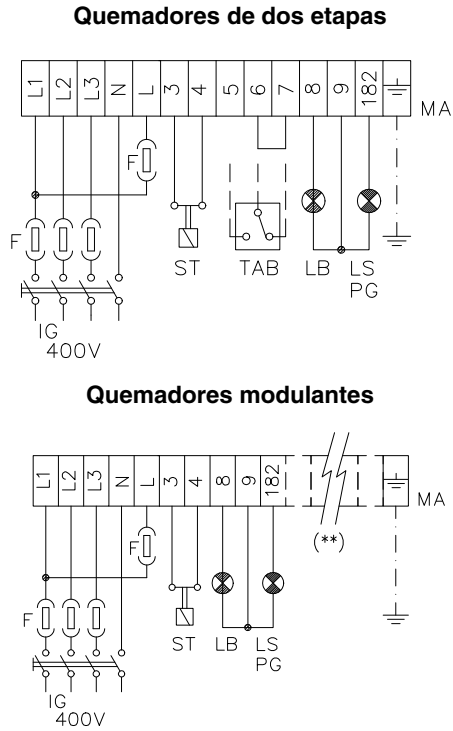 Quemadores de dos etapas
L1 L2 L3 N L 3 4 5 6 7 8 9 182
MA
F
F
ST TAB LB LS
PG
IG
400V
Quemadores modulantes
L1 L2 L3 N L 3 4 8 9 182
MA
(**)
F
F
ST LB LS
PG
IG
400V